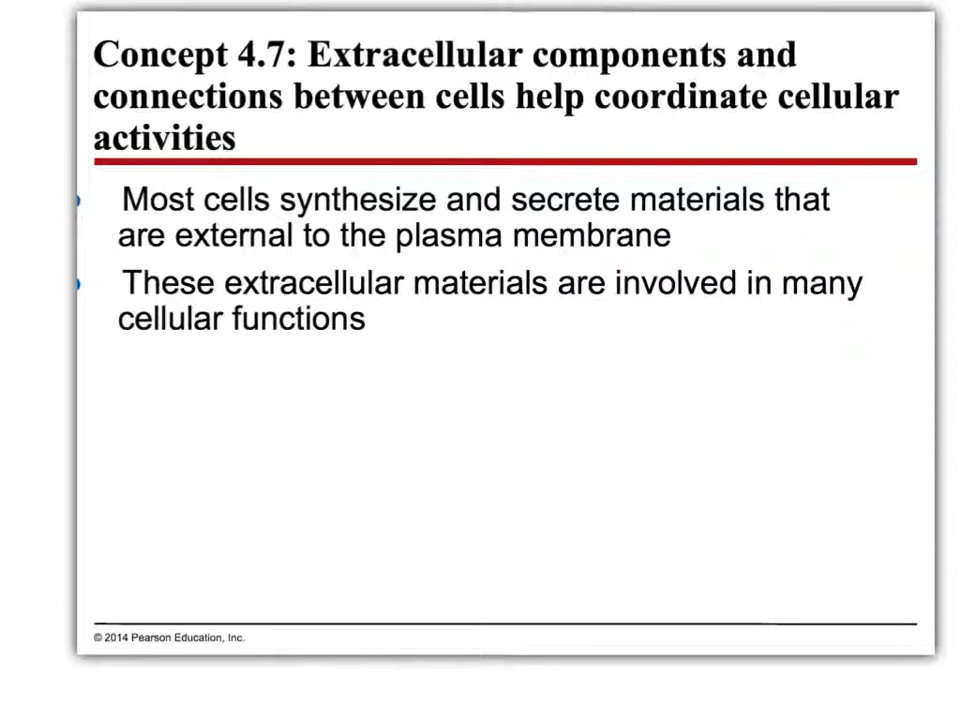 Concept 4.7: Extracellular components and
connections between cells help coordinate cellular
activities
Most cells synthesize and secrete materials that
are external to the plasma membrane
These extracellular materials are involved in many
cellular functions
© 2014 Pearson Education, Inc.